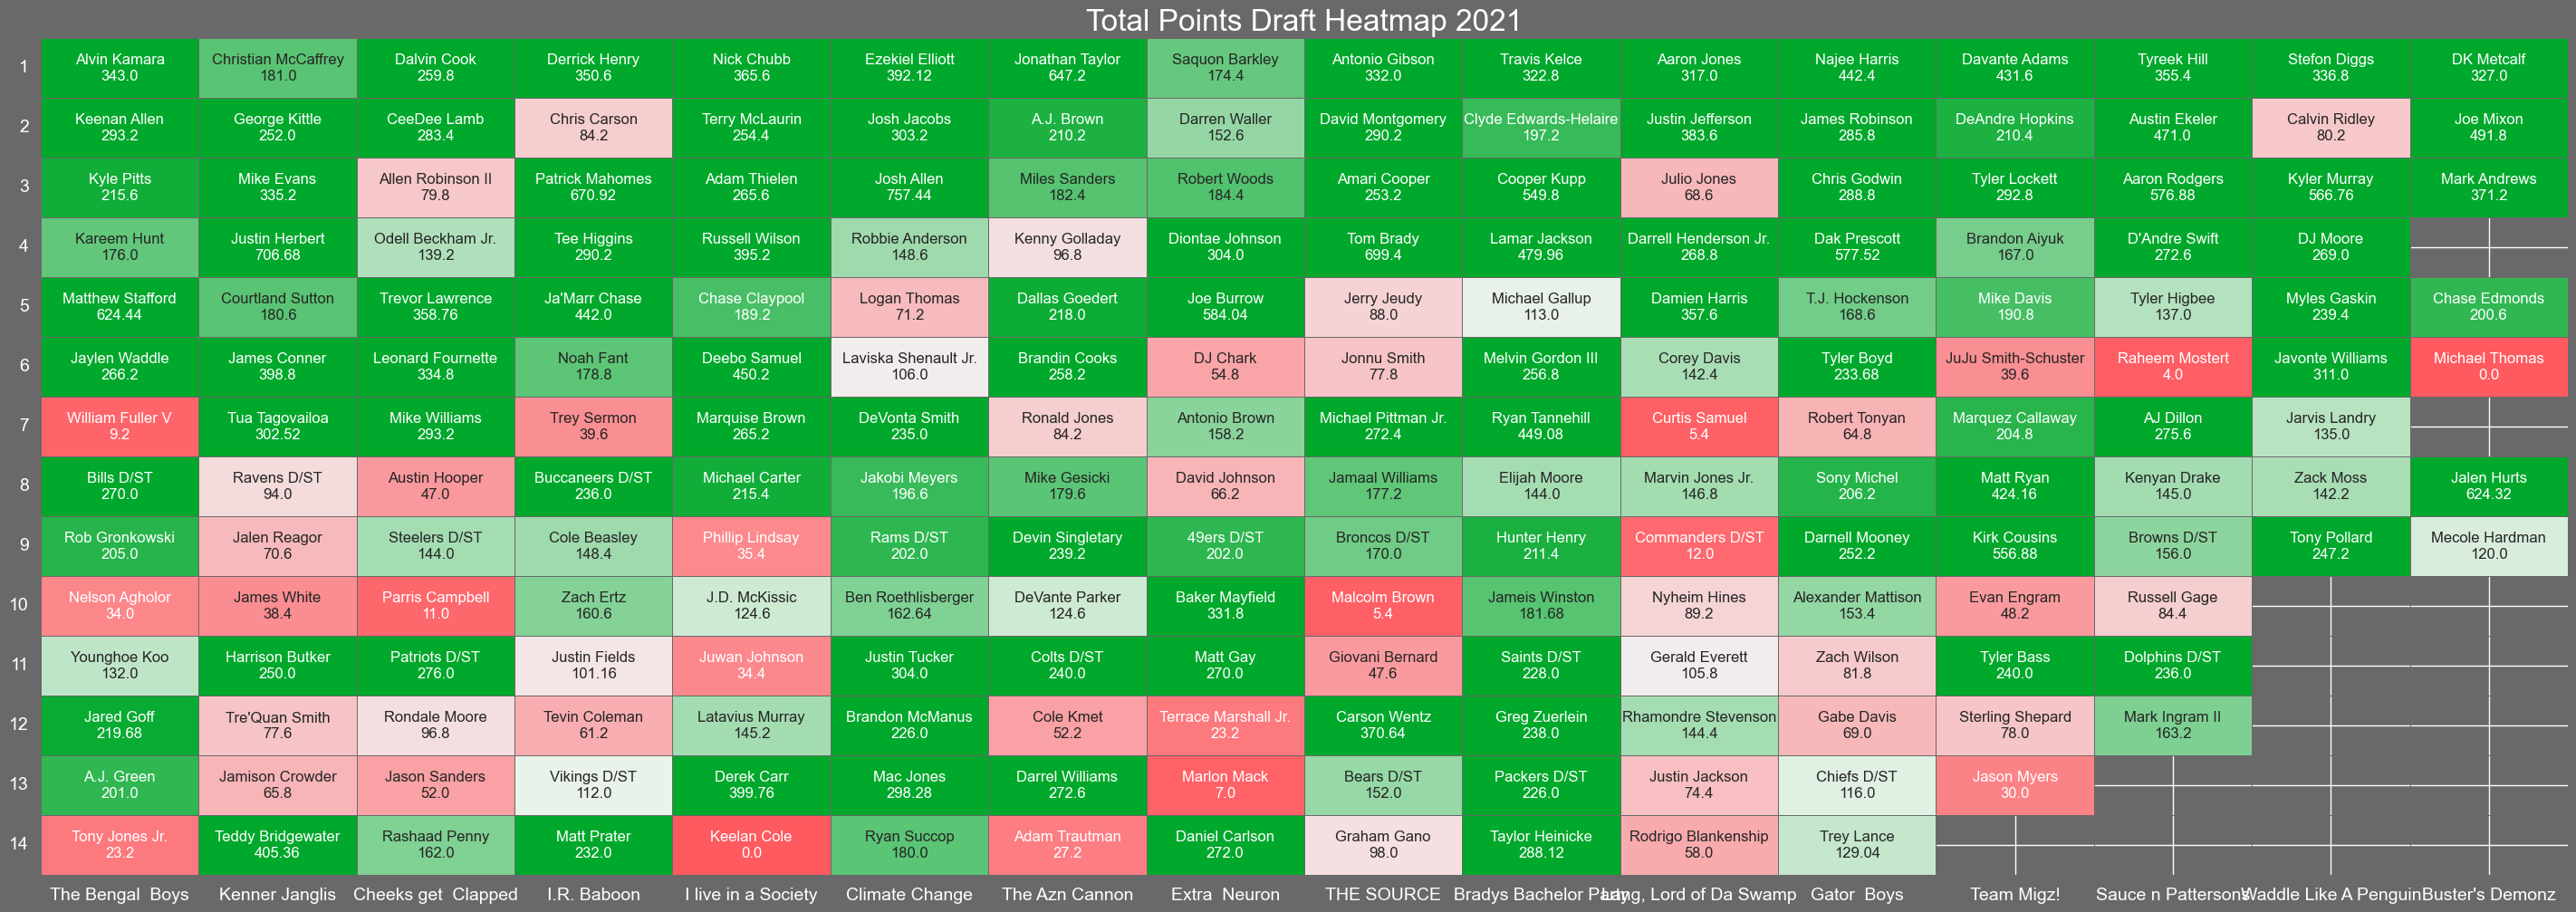 Total Points Draft Heatmap 2021
1
Alvin Kamara
343.0
Christian McCaffrey
181.0
Dalvin Cook
259.8
Derrick Henry
350.6
Nick Chubb
365.6
Ezekiel Elliott
392.12
Jonathan Taylor
647.2
Saquon Barkley
174.4
Antonio Gibson
332.0
Travis Kelce
322.8
Aaron Jones
317.0
Najee Harris
442.4
Davante Adams
431.6
Tyreek Hill
355.4
Stefon Diggs
336.8
DK Metcalf
327.0
2
Keenan Allen
293.2
George Kittle
252.0
CeeDee Lamb
283.4
Chris Carson
84.2
Terry McLaurin
254.4
Josh Jacobs
303.2
A.J. Brown
210.2
Darren Waller
152.6
David Montgomery
290.2
Clyde Edwards-Helaire
197.2
Justin Jefferson
383.6
James Robinson
285.8
DeAndre Hopkins
210.4
Austin Ekeler
471.0
Calvin Ridley
80.2
Joe Mixon
491.8
3
Kyle Pitts
215.6
Mike Evans
335.2
Allen Robinson II
79.8
Patrick Mahomes
670.92
Adam Thielen
265.6
Josh Allen
757.44
Miles Sanders
182.4
Robert Woods
184.4
Amari Cooper
253.2
Cooper Kupp
549.8
Julio Jones
68.6
Chris Godwin
288.8
Tyler Lockett
292.8
Aaron Rodgers
576.88
Kyler Murray
566.76
Mark Andrews
371.2
4
Kareem Hunt
176.0
Justin Herbert
706.68
Odell Beckham Jr.
139.2
Tee Higgins
290.2
Russell Wilson
395.2
Robbie Anderson
148.6
Kenny Golladay
96.8
Diontae Johnson
304.0
Tom Brady
699.4
Lamar Jackson
479.96
Darrell Henderson Jr.
268.8
Dak Prescott
577.52
Brandon Aiyuk
167.0
D'Andre Swift
272.6
DJ Moore
269.0
5
Matthew Stafford
624.44
Courtland Sutton
180.6
Trevor Lawrence
358.76
Ja'Marr Chase
442.0
Chase Claypool
189.2
Logan Thomas
71.2
Dallas Goedert
218.0
Joe Burrow
584.04
Jerry Jeudy
88.0
Michael Gallup
113.0
Damien Harris
357.6
T.J. Hockenson
168.6
Mike Davis
190.8
Tyler Higbee
137.0
Myles Gaskin
239.4
Chase Edmonds
200.6
6
Jaylen Waddle
266.2
James Conner
398.8
Leonard Fournette
334.8
Noah Fant
178.8
Deebo Samuel
450.2
Laviska Shenault Jr.
106.0
Brandin Cooks
258.2
DJ Chark
54.8
Jonnu Smith
77.8
Melvin Gordon III
256.8
Corey Davis
142.4
Tyler Boyd
233.68
JuJu Smith-Schuster
39.6
Raheem Mostert
4.0
Javonte Williams
311.0
Michael Thomas
0.0
7
William Fuller V
9.2
Tua Tagovailoa
302.52
Mike Williams
293.2
Trey Sermon
39.6
Marquise Brown
265.2
DeVonta Smith
235.0
Ronald Jones
84.2
Antonio Brown
158.2
Michael Pittman Jr.
272.4
Ryan Tannehill
449.08
Curtis Samuel
5.4
Robert Tonyan
64.8
Marquez Callaway
204.8
AJ Dillon
275.6
Jarvis Landry
135.0
8
Bills D/ST
270.0
Ravens D/ST
94.0
Austin Hooper
47.0
Buccaneers D/ST
236.0
Michael Carter
215.4
Jakobi Meyers
196.6
Mike Gesicki
179.6
David Johnson
66.2
Jamaal Williams
177.2
Elijah Moore
144.0
Marvin Jones Jr.
146.8
Sony Michel
206.2
Matt Ryan
424.16
Kenyan Drake
145.0
Zack Moss
142.2
Jalen Hurts
624.32
9
Rob Gronkowski
205.0
Jalen Reagor
70.6
Steelers D/ST
144.0
Cole Beasley
148.4
Phillip Lindsay
35.4
Rams D/ST
202.0
Devin Singletary
239.2
49ers D/ST
202.0
Broncos D/ST
170.0
Hunter Henry
211.4
Commanders D/ST
12.0
Darnell Mooney
252.2
Kirk Cousins
556.88
Browns D/ST
156.0
Tony Pollard
247.2
Mecole Hardman
120.0
10
Nelson Agholor
34.0
James White
38.4
Parris Campbell
11.0
Zach Ertz
160.6
J.D. McKissic
124.6
Ben Roethlisberger
162.64
DeVante Parker
124.6
Baker Mayfield
331.8
Malcolm Brown
5.4
Jameis Winston
181.68
Nyheim Hines
89.2
Alexander Mattison
153.4
Evan Engram
48.2
Russell Gage
84.4
11
Younghoe Koo
132.0
Harrison Butker
250.0
Patriots D/ST
276.0
Justin Fields
101.16
Juwan Johnson
34.4
Justin Tucker
304.0
Colts D/ST
240.0
Matt Gay
270.0
Giovani Bernard
47.6
Saints D/ST
228.0
Gerald Everett
105.8
Zach Wilson
81.8
Tyler Bass
240.0
Dolphins D/ST
236.0
12
Jared Goff
219.68
Tre'Quan Smith
77.6
Rondale Moore
96.8
Tevin Coleman
61.2
Latavius Murray
145.2
Brandon McManus
226.0
Cole Kmet
52.2
Terrace Marshall Jr.
23.2
Carson Wentz
370.64
Greg Zuerlein
238.0
Rhamondre Stevenson
144.4
Gabe Davis
69.0
Sterling Shepard
78.0
Mark Ingram II
163.2
13
A.J. Green
201.0
Jamison Crowder
65.8
Jason Sanders
52.0
Vikings D/ST
112.0
Derek Carr
399.76
Mac Jones
298.28
Darrel Williams
272.6
Marlon Mack
7.0
Bears D/ST
152.0
Packers D/ST
226.0
Justin Jackson
74.4
Chiefs D/ST
116.0
Jason Myers
30.0
14
Tony Jones Jr.
23.2
Teddy Bridgewater
405.36
Rashaad Penny
162.0
Matt Prater
232.0
Keelan Cole
0.0
Ryan Succop
180.0
Adam Trautman
27.2
Daniel Carlson
272.0
Graham Gano
98.0
Taylor Heinicke
288.12
Rodrigo Blankenship
58.0
Trey Lance
129.04
The Bengal Boys
Kenner Janglis
Cheeks get Clapped
I.R. Baboon
I live in a Society
Climate Change
The Azn Cannon
Extra Neuron
THE SOURCE
Bradys Bachelor Party
Lord of Da Swamp
Gator Boys
Team Migz!
Sauce n Pattersons
Waddle Like A Penguin
Buster's Demonz